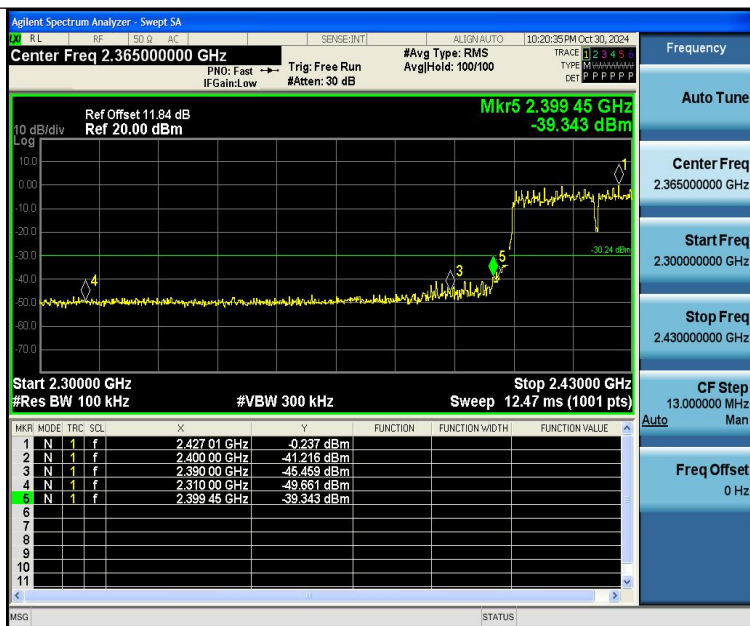 Agilent Spectrum Analyzer - Swept SA
LXI RL RF 50 Ω AC SENSE:INT ALIGN AUTO 10:20:35 PM Oct 30, 2024
Center Freq 2.365000000 GHz #Avg Type: RMS TRACE 1 2 3 4 5 6
PNO: Fast Trig: Free Run Avg|Hold: 100/100 TYPE M WWWWW
IFGain:Low #Atten: 30 dB DET P P P P P P
Mkr5 2.399 45 GHz
-39.343 dBm
Ref Offset 11.84 dB
10 dB/div Ref 20.00 dBm
Log
10.0
0.00
-10.0
-20.0
-30.0
-40.0
-50.0
-60.0
-70.0
1
-30.24 dBm
5
3
4
Start 2.30000 GHz Stop 2.43000 GHz
#Res BW 100 kHz #VBW 300 kHz Sweep 12.47 ms (1001 pts)
MKR MODE TRC SCL X Y FUNCTION FUNCTION WIDTH FUNCTION VALUE
1 N 1 f 2.427 01 GHz -0.237 dBm
2 N 1 f 2.400 00 GHz -41.216 dBm
3 N 1 f 2.390 00 GHz -45.459 dBm
4 N 1 f 2.310 00 GHz -49.661 dBm
5 N 1 f 2.399 45 GHz -39.343 dBm
6
7
8
9
10
11
MSG STATUS
Frequency
Auto Tune
Center Freq
2.365000000 GHz
Start Freq
2.300000000 GHz
Stop Freq
2.430000000 GHz
CF Step
13.000000 MHz
Auto Man
Freq Offset
0 Hz